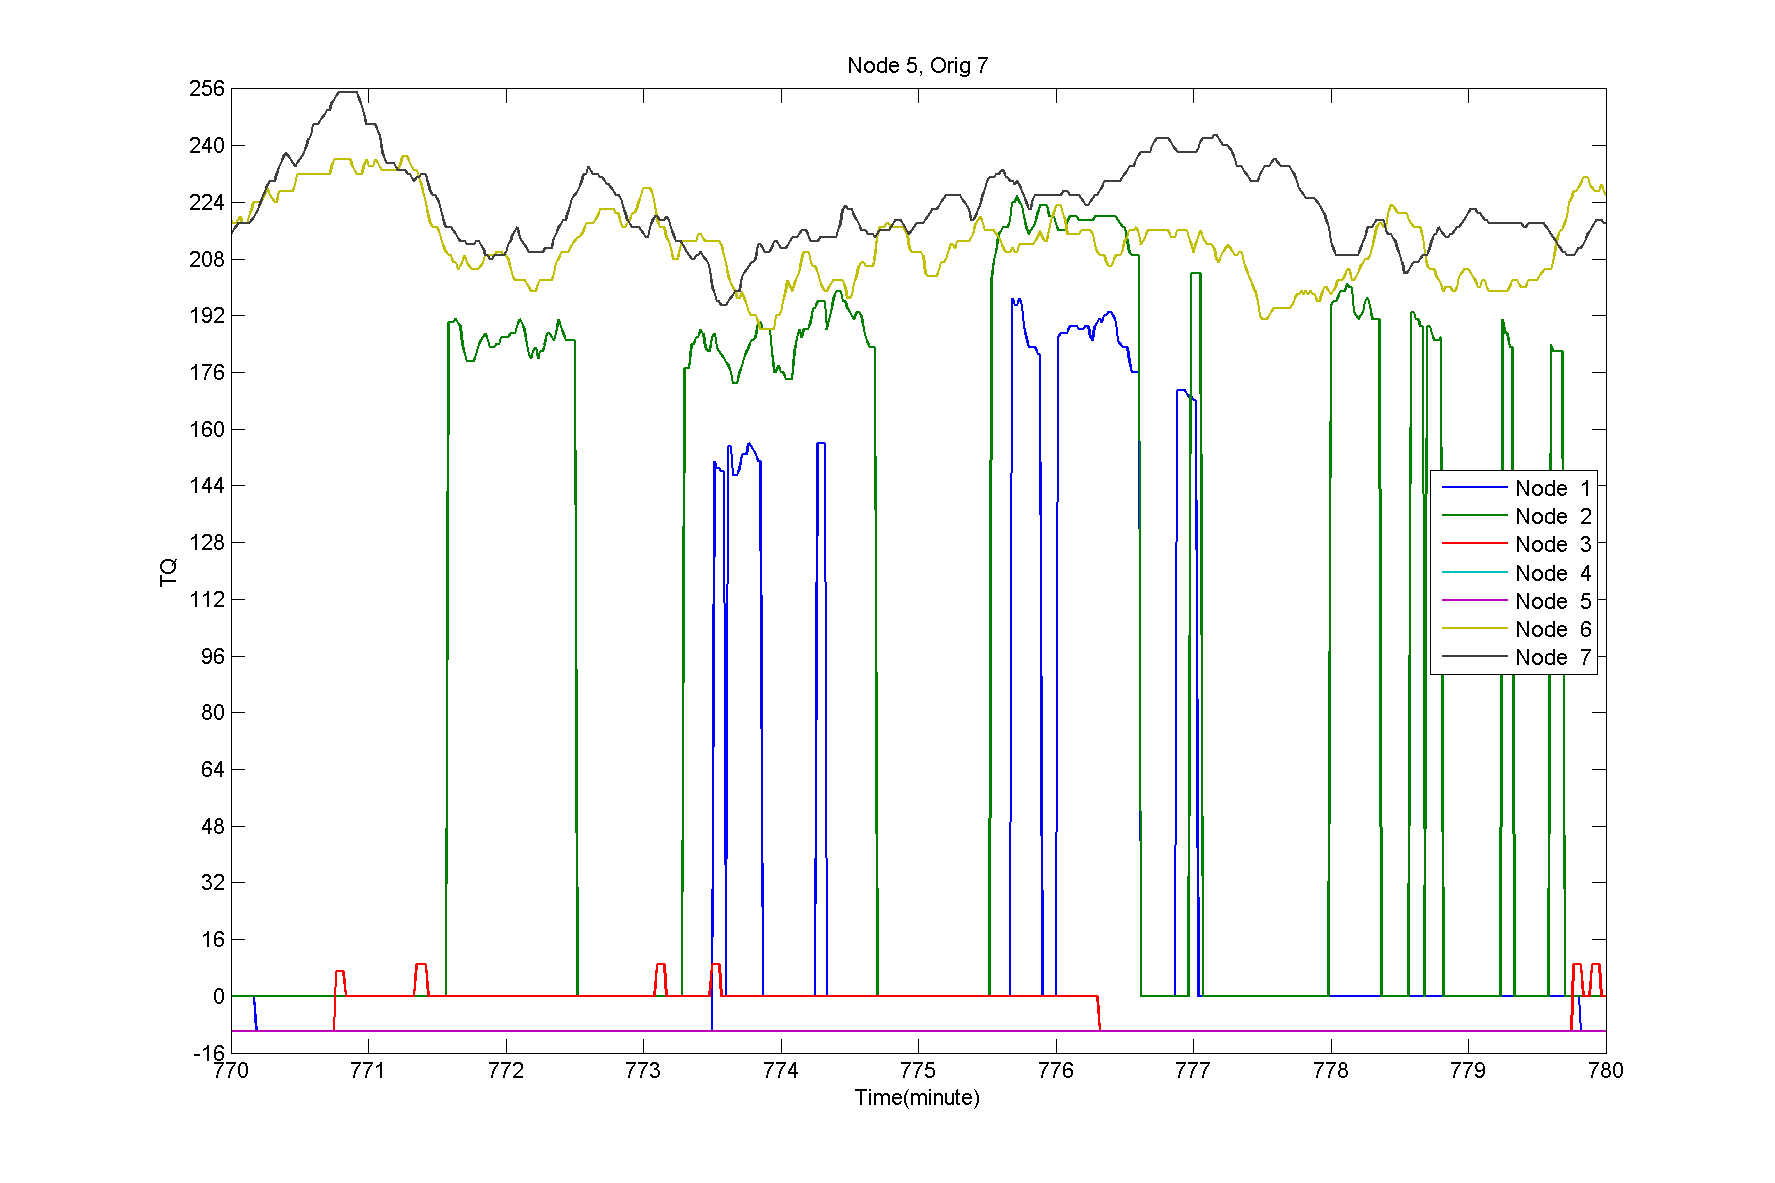 Node 5, Orig 7
256
240
224
208
192
176
160
144
128
112
96
80
64
48
32
16
0
-16
TQ
770 771 772 773 774 775 776 777 778 779 780
Time(minute)
Node 1
Node 2
Node 3
Node 4
Node 5
Node 6
Node 7